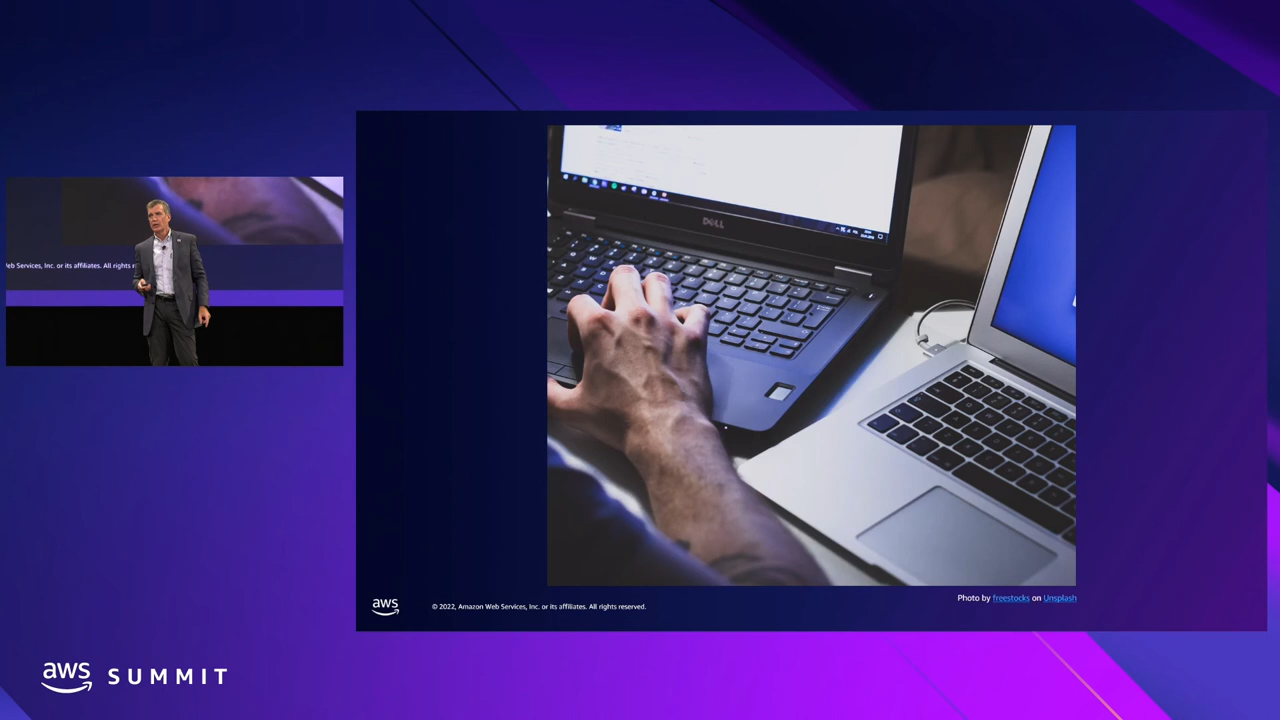 eb Services, Inc. or its affiliates. All rights
DELL
aws
© 2022, Amazon Web Services, Inc. or its affiliates. All rights reserved.
Photo by freestocks on Unsplash
aws SUMMIT